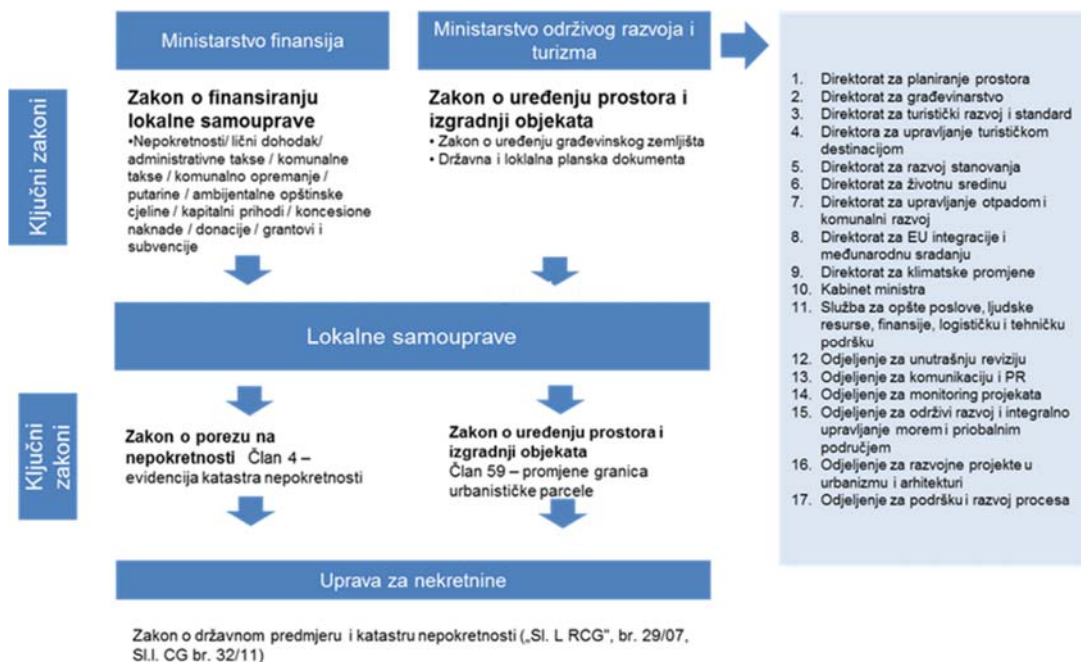 Ministarstvo finansija
Ministarstvo održivog razvoja i
turizma
Ključni zakoni
Zakon o finansiranju
lokalne samouprave
•Nepokretnosti/ lični dohodak/
administrativne takse / komunalne
takse / komunalno opremanje /
putarine / ambijentalne opštinske
cjeline / kapitalni prihodi / koncesione
naknade / donacije / grantovi i
subvencije
Zakon o uređenju prostora i
izgradnji objekata
• Zakon o uređenju građevinskog zemljišta
• Državna i loklalna planska dokumenta
Lokalne samouprave
Ključni
zakoni
Zakon o porezu na
nepokretnosti Član 4 –
evidencija katastra nepokretnosti
Zakon o uređenju prostora i
izgradnji objekata
Član 59 – promjene granica
urbanističke parcele
Uprava za nekretnine
Zakon o državnom predmjeru i katastru nepokretnosti („Sl. L RCG", br. 29/07,
Sl.l. CG br. 32/11)
1. Direktorat za planiranje prostora
2. Direktorat za građevinarstvo
3. Direktorat za turistički razvoj i standard
4. Direktora za upravljanje turističkom
destinacijom
5. Direktorat za razvoj stanovanja
6. Direktorat za životnu sredinu
7. Direktorat za upravljanje otpadom i
komunalni razvoj
8. Direktorat za EU integracije i
međunarodnu sradanju
9. Direktorat za klimatske promjene
10. Kabinet ministra
11. Služba za opšte poslove, ljudske
resurse, finansije, logističku i tehničku
podršku
12. Odjeljenje za unutrašnju reviziju
13. Odjeljenje za komunikaciju i PR
14. Odjeljenje za monitoring projekata
15. Odjeljenje za održivi razvoj i integralno
upravljanje morem i priobalnim
područjem
16. Odjeljenje za razvojne projekte u
urbanizmu i arhitekturi
17. Odjeljenje za podršku i razvoj procesa